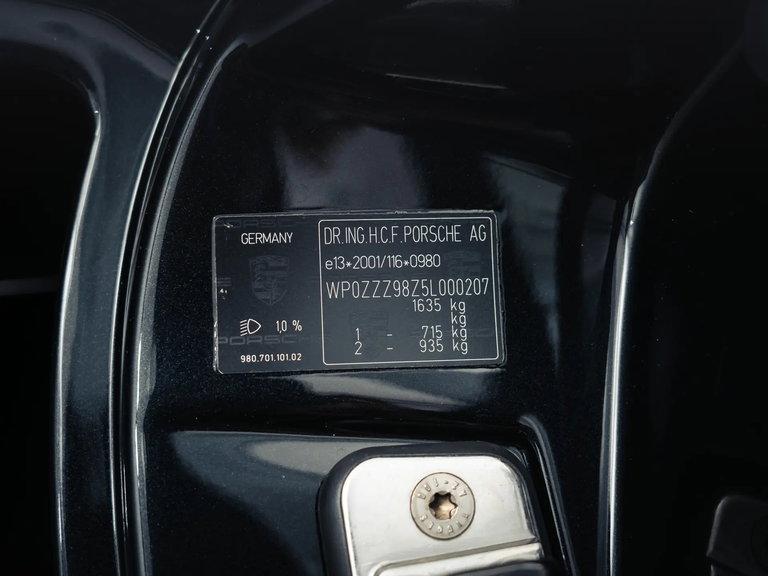 GERMANY
DR.ING.H.C.F.PORSCHE AG
e13*2001/116*0980
WP0ZZZ98Z5L000207
1635 kg
kg
1,0 % 1 - 715 kg
PORSCHE 2 - 935 kg
980.701.101.02